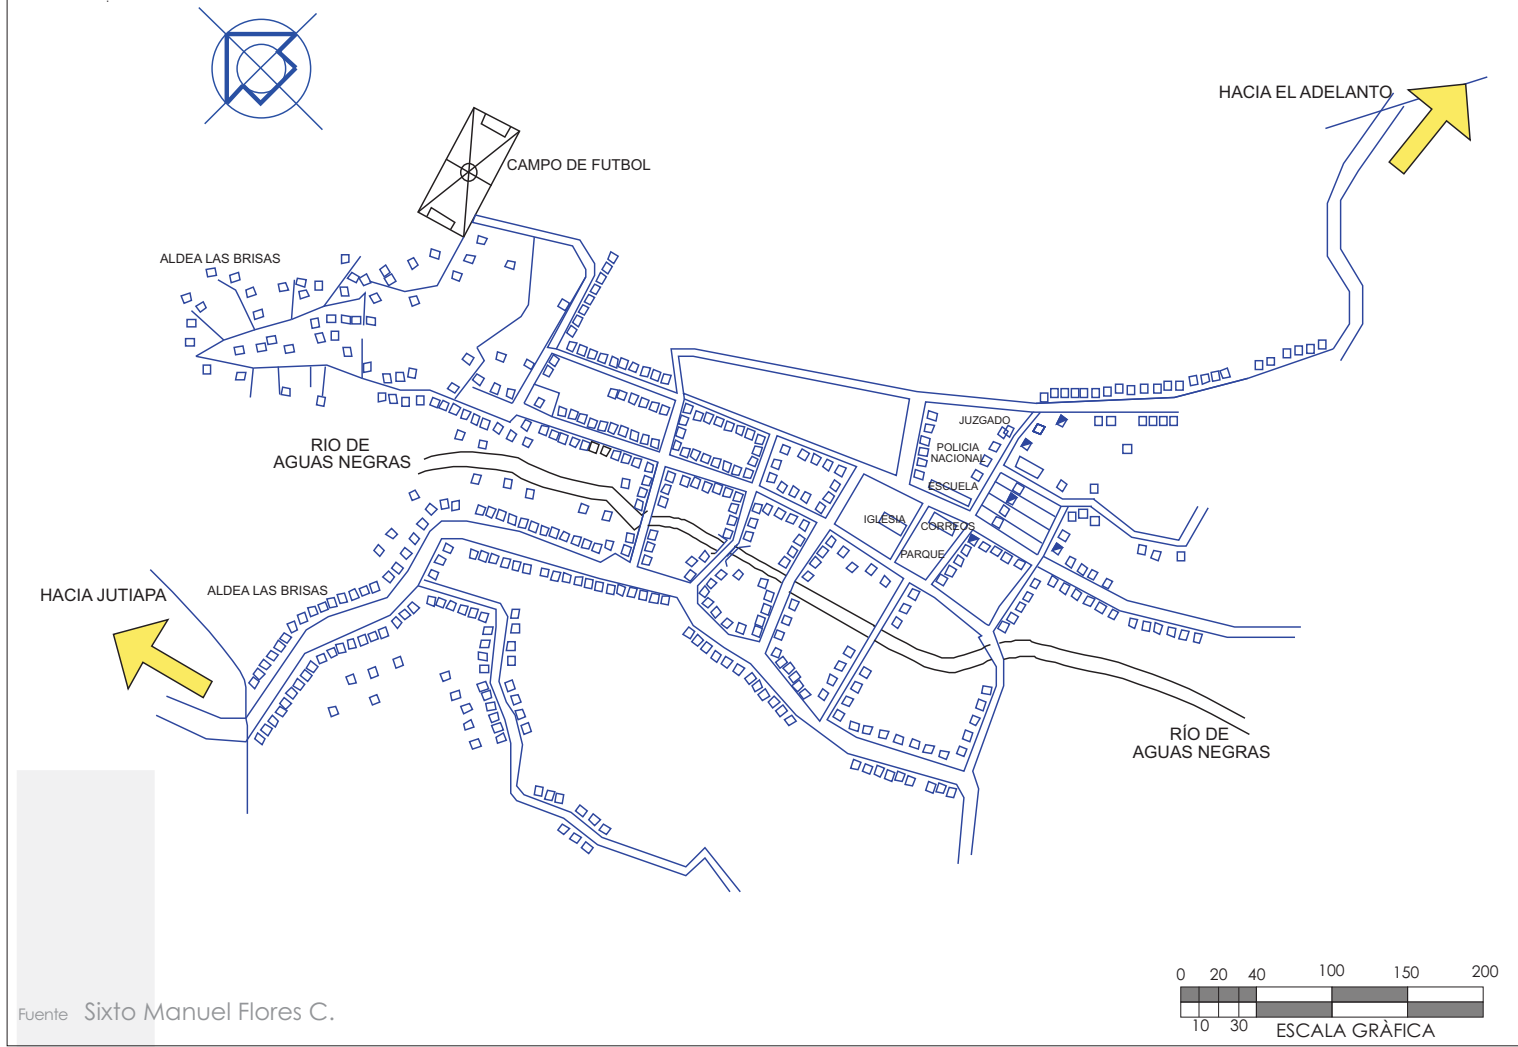 HACIA EL ADELANTO
CAMPO DE FUTBOL
ALDEA LAS BRISAS
JUZGADO
POLICIA
NACIONAL
RIO DE
AGUAS NEGRAS
ESCUELA
IGLESIA
CORREOS
PARQUE
HACIA JUTIAPA
ALDEA LAS BRISAS
RÍO DE
AGUAS NEGRAS
0 20 40 100 150 200
10 30
ESCALA GRÀFICA
Fuente Sixto Manuel Flores C.